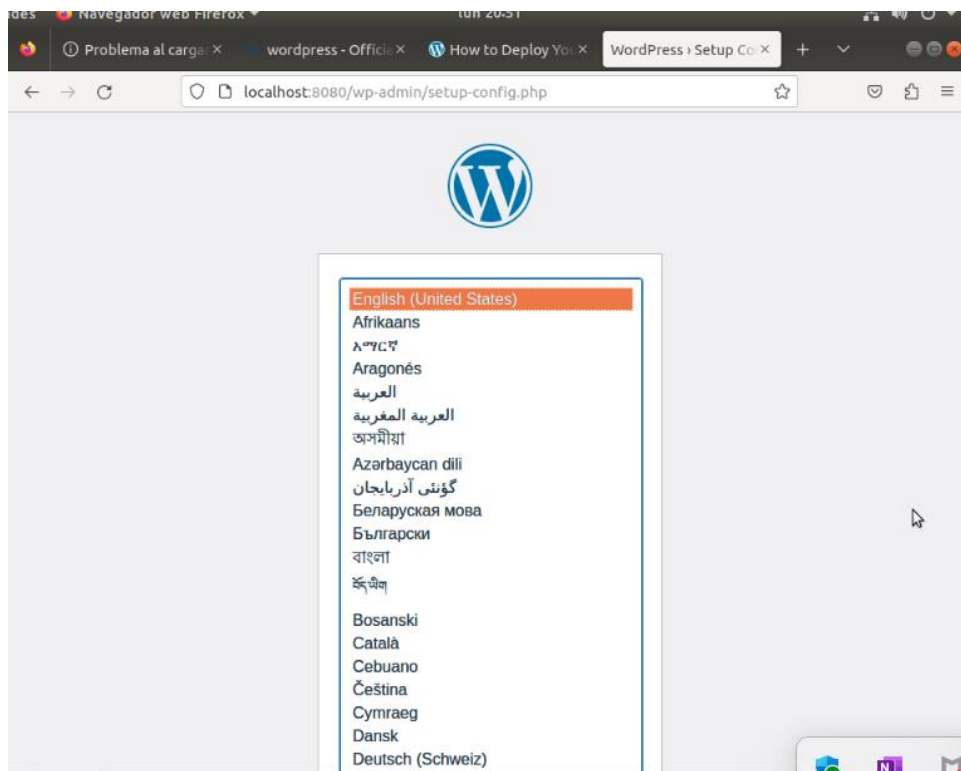 Navegador web Firefox
lun 20:51
Problema al cargar
wordpress - Officia
How to Deploy You
WordPress › Setup Co
localhost:8080/wp-admin/setup-config.php
English (United States)
Afrikaans
አማርኛ
Aragonés
العربية
العربية المغربية
অসমীয়া
Azərbaycan dili
گؤنئی آذربایجان
Беларуская мова
Български
বাংলা
བོད་ཡིག
Bosanski
Català
Cebuano
Čeština
Cymraeg
Dansk
Deutsch (Schweiz)